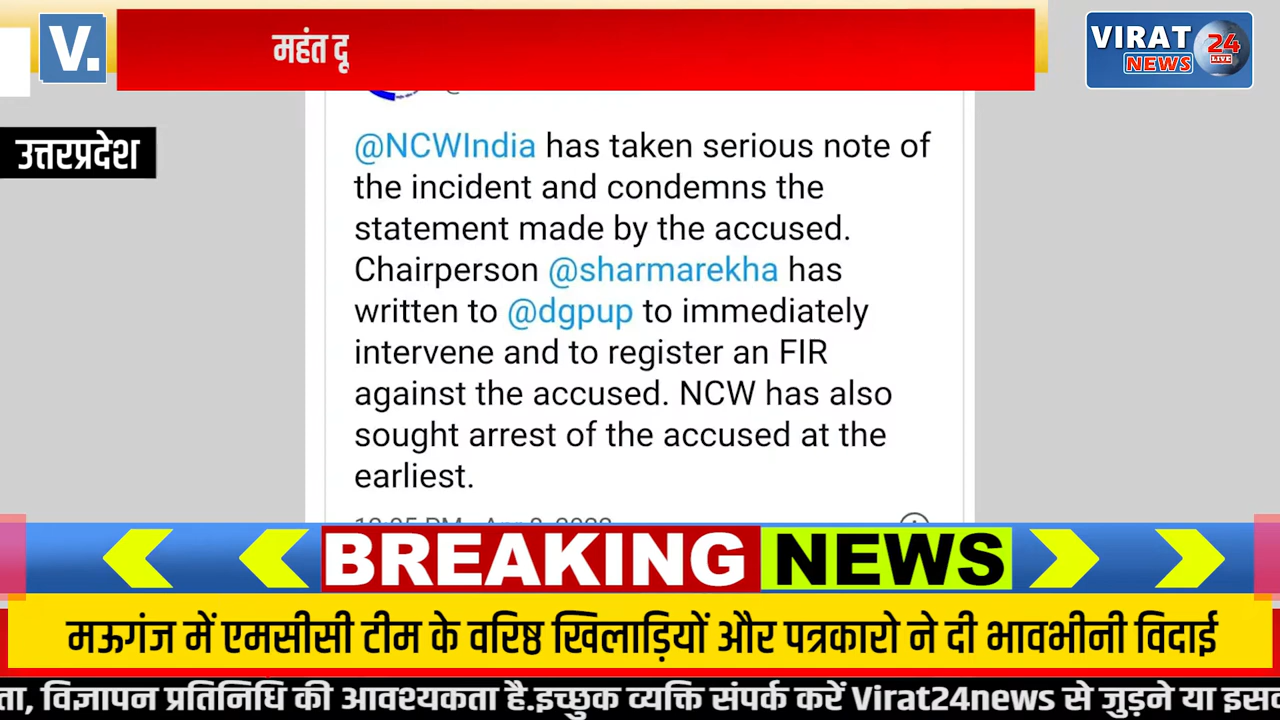 V.
महंत दू
VIRAT
NEWS
24
LIVE
उत्तरप्रदेश
@NCWIndia has taken serious note of
the incident and condemns the
statement made by the accused.
Chairperson @sharmarekha has
written to @dgpup to immediately
intervene and to register an FIR
against the accused. NCW has also
sought arrest of the accused at the
earliest.
BREAKING NEWS
मऊगंज में एमसीसी टीम के वरिष्ठ खिलाड़ियों और पत्रकारो ने दी भावभीनी विदाई
विज्ञापन प्रतिनिधि की आवश्यकता है.इच्छुक व्यक्ति संपर्क करें Virat24news से जुड़ने या